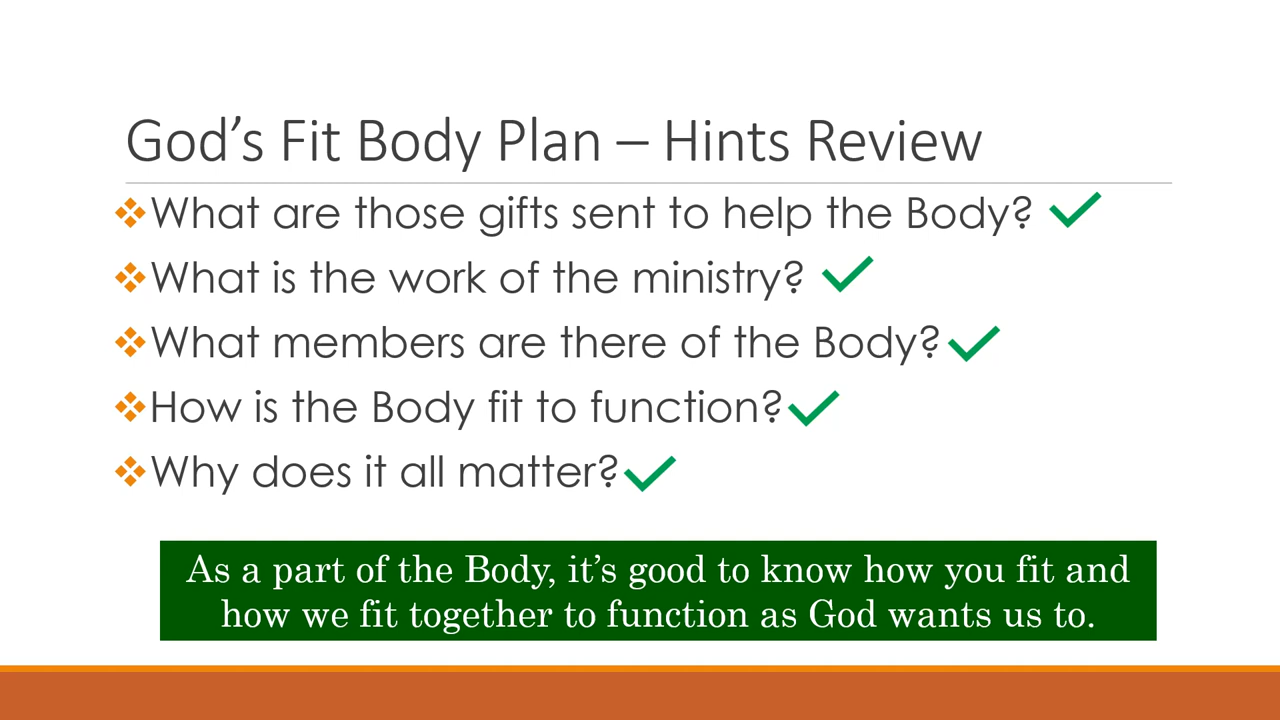 God’s Fit Body Plan – Hints Review
What are those gifts sent to help the Body?
What is the work of the ministry?
What members are there of the Body?
How is the Body fit to function?
Why does it all matter?
As a part of the Body, it’s good to know how you fit and
how we fit together to function as God wants us to.